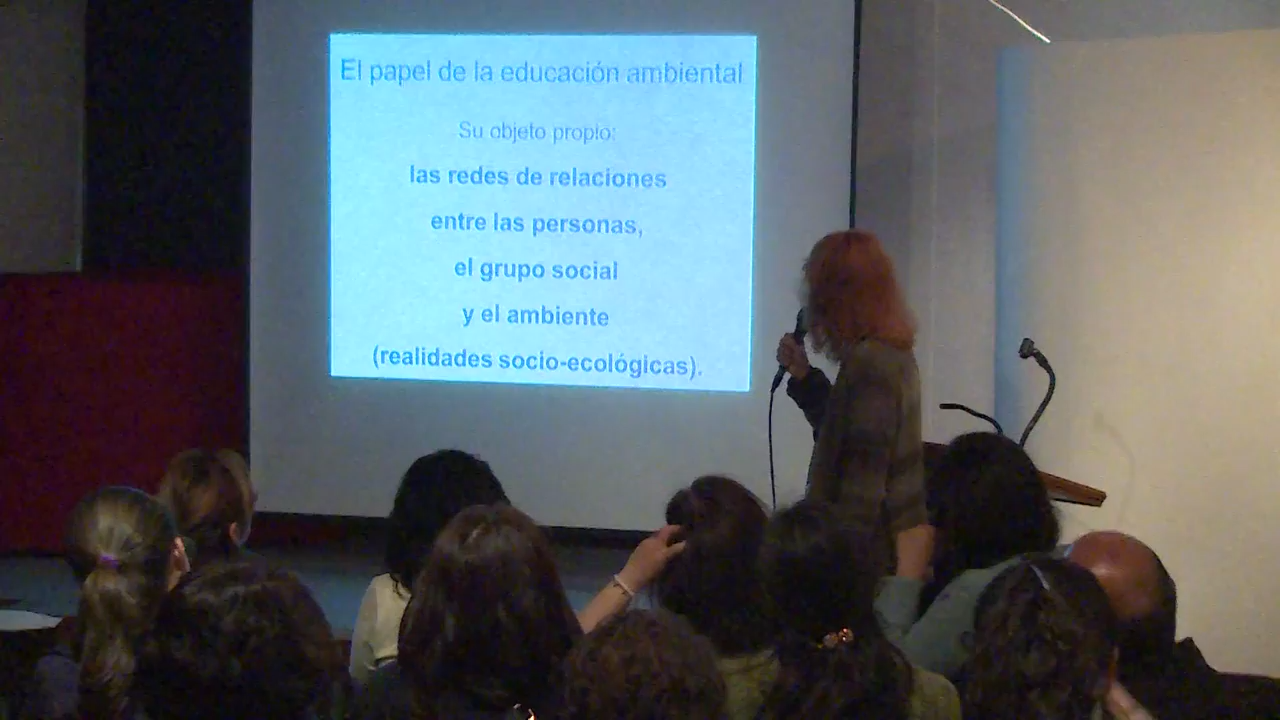 El papel de la educación ambiental
Su objeto propio:
las redes de relaciones
entre las personas,
el grupo social
y el ambiente
(realidades socio-ecológicas).